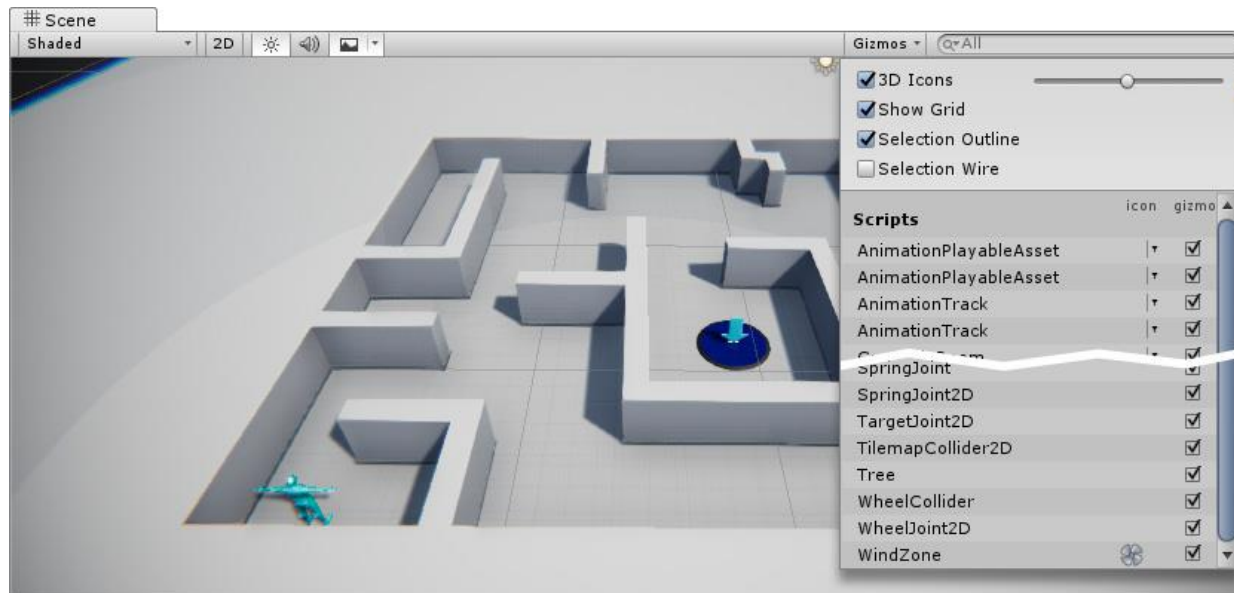 Scene
Shaded 2D Gizmos All
3D Icons
Show Grid
Selection Outline
Selection Wire
icon gizmo
Scripts
AnimationPlayableAsset
AnimationPlayableAsset
AnimationTrack
AnimationTrack
SpringJoint
SpringJoint2D
TargetJoint2D
TilemapCollider2D
Tree
WheelCollider
WheelJoint2D
WindZone